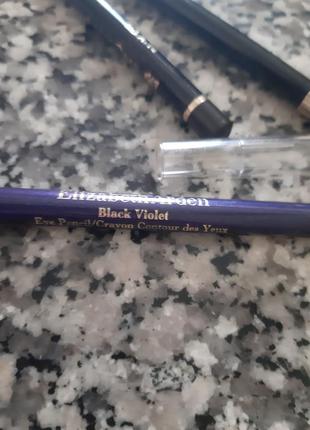 Elizabeth Arden
Black Violet
Eye Pencil/Crayon Contour des Yeux